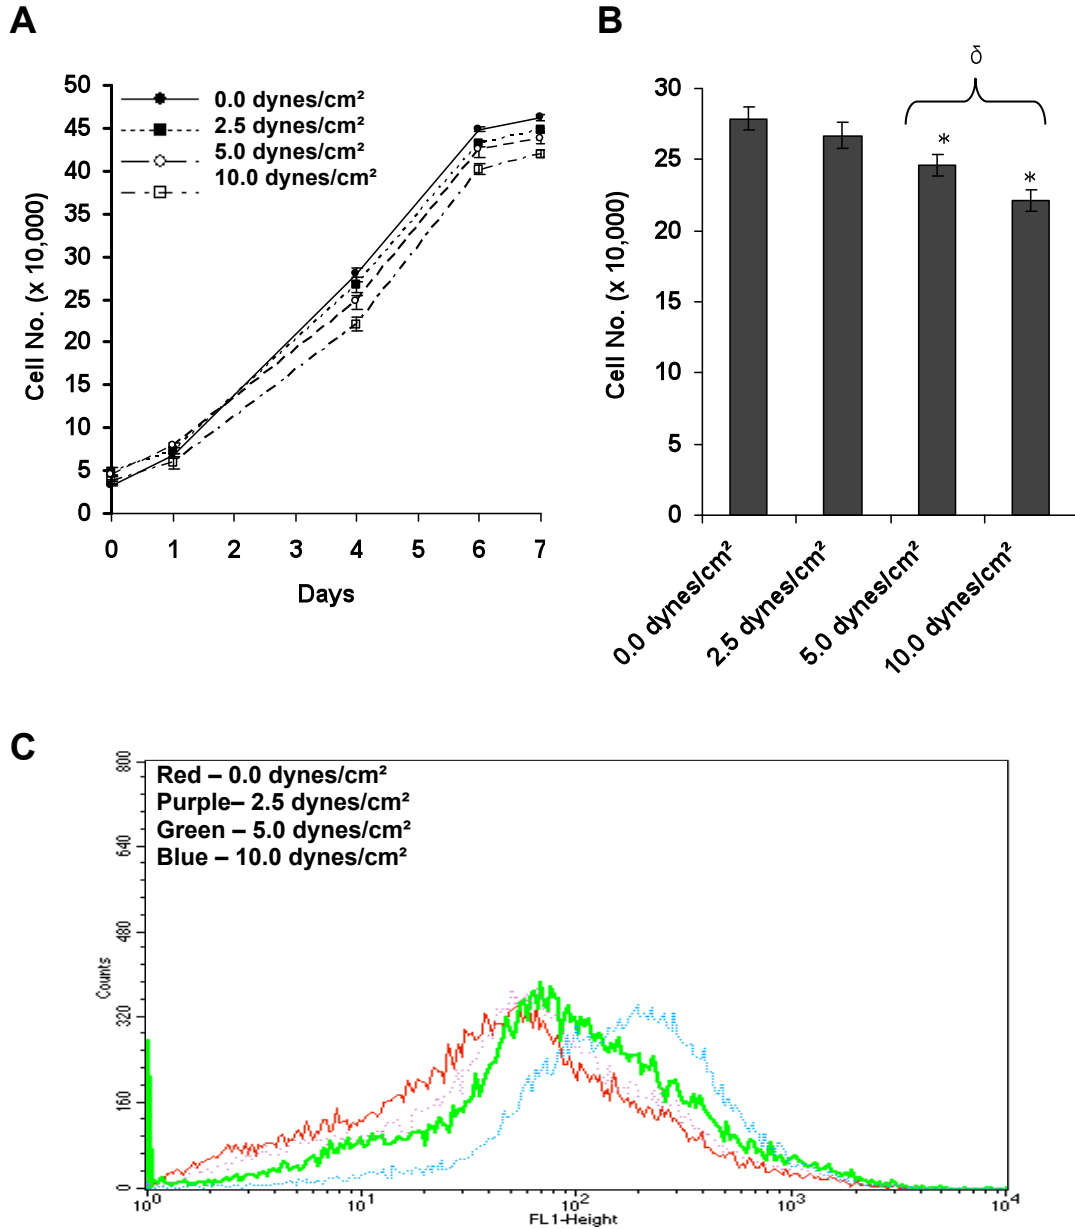 A
50
45
40
35
30
25
20
15
10
5
0
Cell No. (x 10,000)
0.0 dynes/cm²
2.5 dynes/cm²
5.0 dynes/cm²
10.0 dynes/cm²
0 1 2 3 4 5 6 7
Days
B
30
25
20
15
10
5
0
Cell No. (x 10,000)
δ
*
*
0.0 dynes/cm²
2.5 dynes/cm²
5.0 dynes/cm²
10.0 dynes/cm²
C
Red – 0.0 dynes/cm²
Purple– 2.5 dynes/cm²
Green – 5.0 dynes/cm²
Blue – 10.0 dynes/cm²
800
640
480
320
160
0
Counts
10⁰ 10¹ 10² 10³ 10⁴
FL1-Height